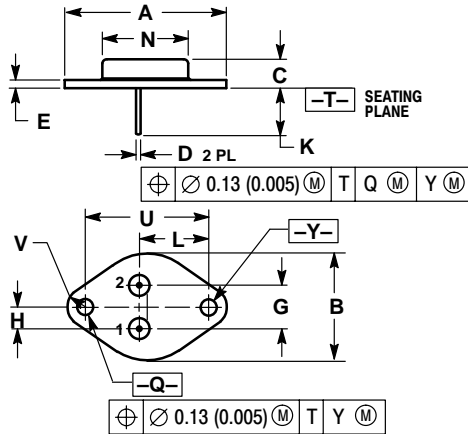 A
N
C
E
–T– SEATING
PLANE
K
D 2 PL
⌖ ∅ 0.13 (0.005) Ⓜ T Q Ⓜ Y Ⓜ
U
L
V
–Y–
2
H
G
B
1
–Q–
⌖ ∅ 0.13 (0.005) Ⓜ T Y Ⓜ